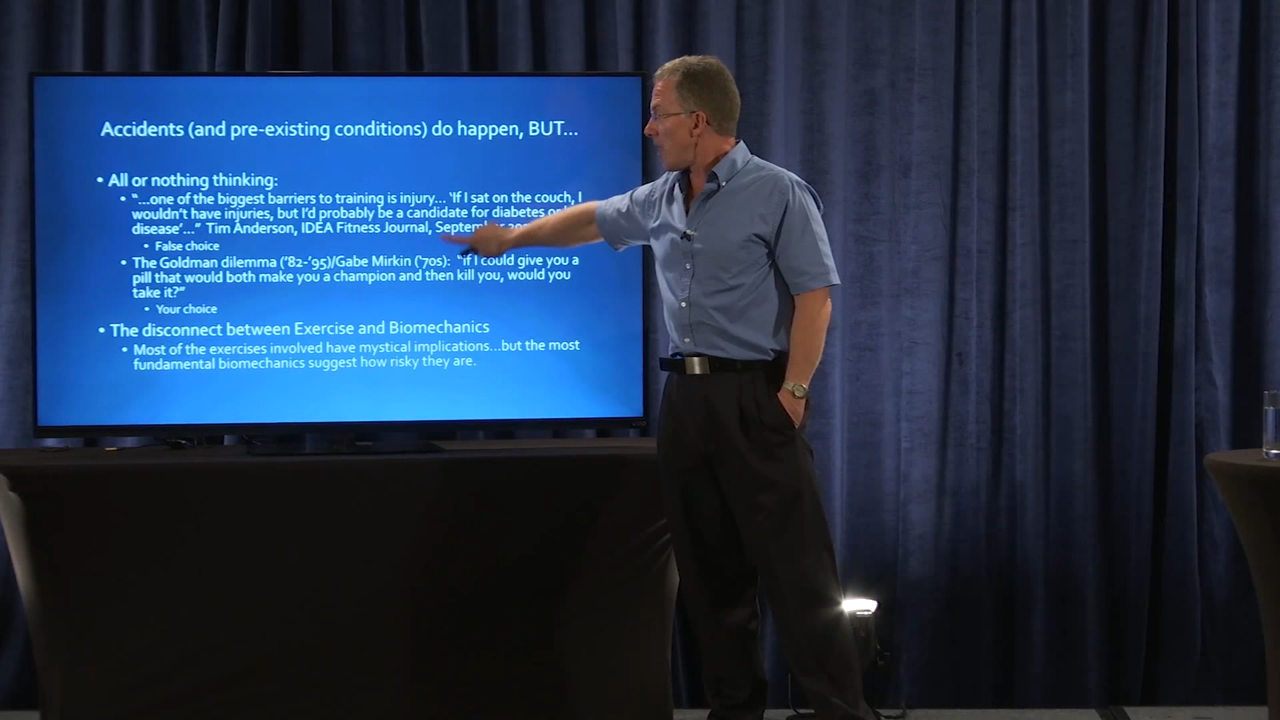 Accidents (and pre-existing conditions) do happen, BUT...
• All or nothing thinking:
• “...one of the biggest barriers to training is injury... ‘If I sat on the couch, I
wouldn’t have injuries, but I’d probably be a candidate for diabetes
disease’...” Tim Anderson, IDEA Fitness Journal,
• False choice
• The Goldman dilemma (’82-’95)/Gabe Mirkin (’70s): “If I could give you a
pill that would both make you a champion and then kill you, would you
take it?”
• Your choice
• The disconnect between Exercise and Biomechanics
• Most of the exercises involved have mystical implications...but the most
fundamental biomechanics suggest how risky they are.